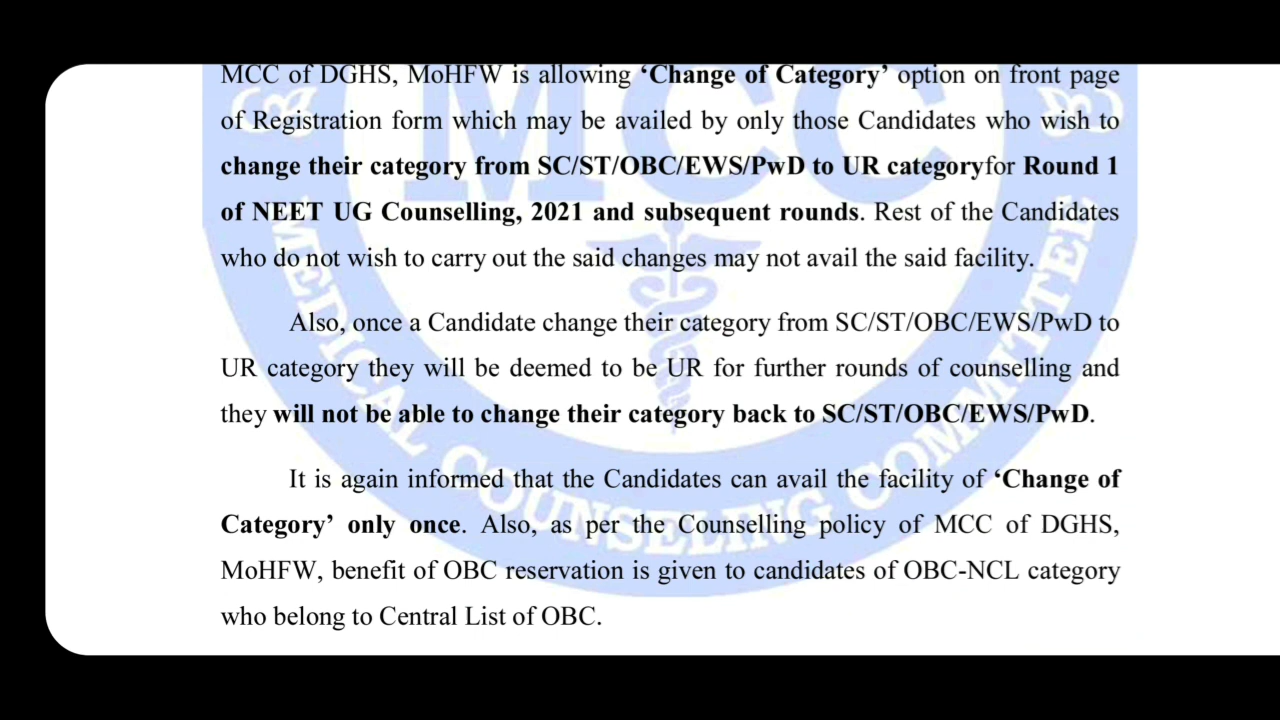 MCC of DGHS, MoHFW is allowing ‘Change of Category’ option on front page
of Registration form which may be availed by only those Candidates who wish to
change their category from SC/ST/OBC/EWS/PwD to UR categoryfor Round 1
of NEET UG Counselling, 2021 and subsequent rounds. Rest of the Candidates
who do not wish to carry out the said changes may not avail the said facility.
Also, once a Candidate change their category from SC/ST/OBC/EWS/PwD to
UR category they will be deemed to be UR for further rounds of counselling and
they will not be able to change their category back to SC/ST/OBC/EWS/PwD.
It is again informed that the Candidates can avail the facility of ‘Change of
Category’ only once. Also, as per the Counselling policy of MCC of DGHS,
MoHFW, benefit of OBC reservation is given to candidates of OBC-NCL category
who belong to Central List of OBC.
MCC
MEDICAL COUNSELING COMMITTEE